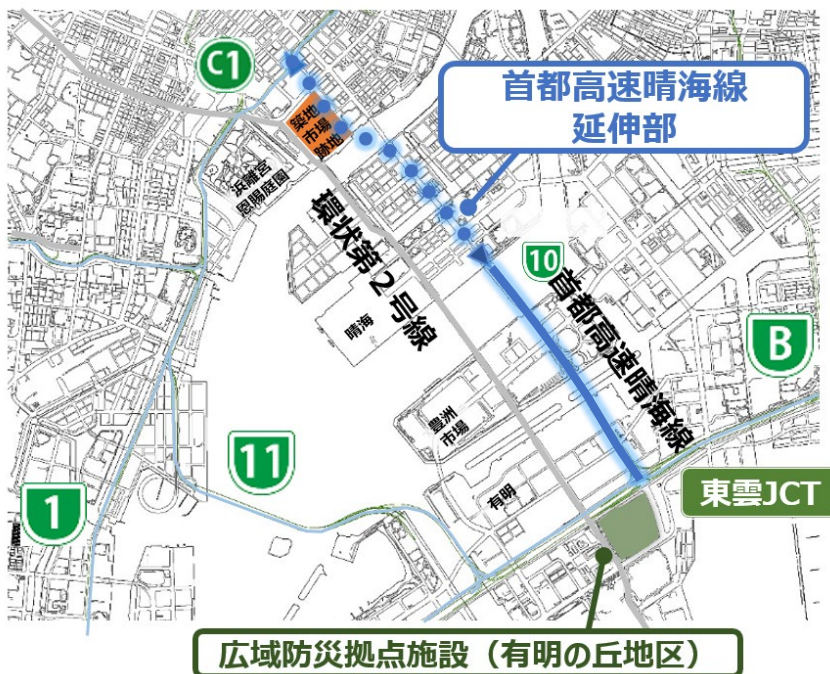 C1
首都高速晴海線
延伸部
築地
市場
跡地
浜離宮
恩賜庭園
環状第2号線
10
首都高速晴海線
晴海
B
豊洲
市場
11
有明
1
東雲JCT
広域防災拠点施設（有明の丘地区）